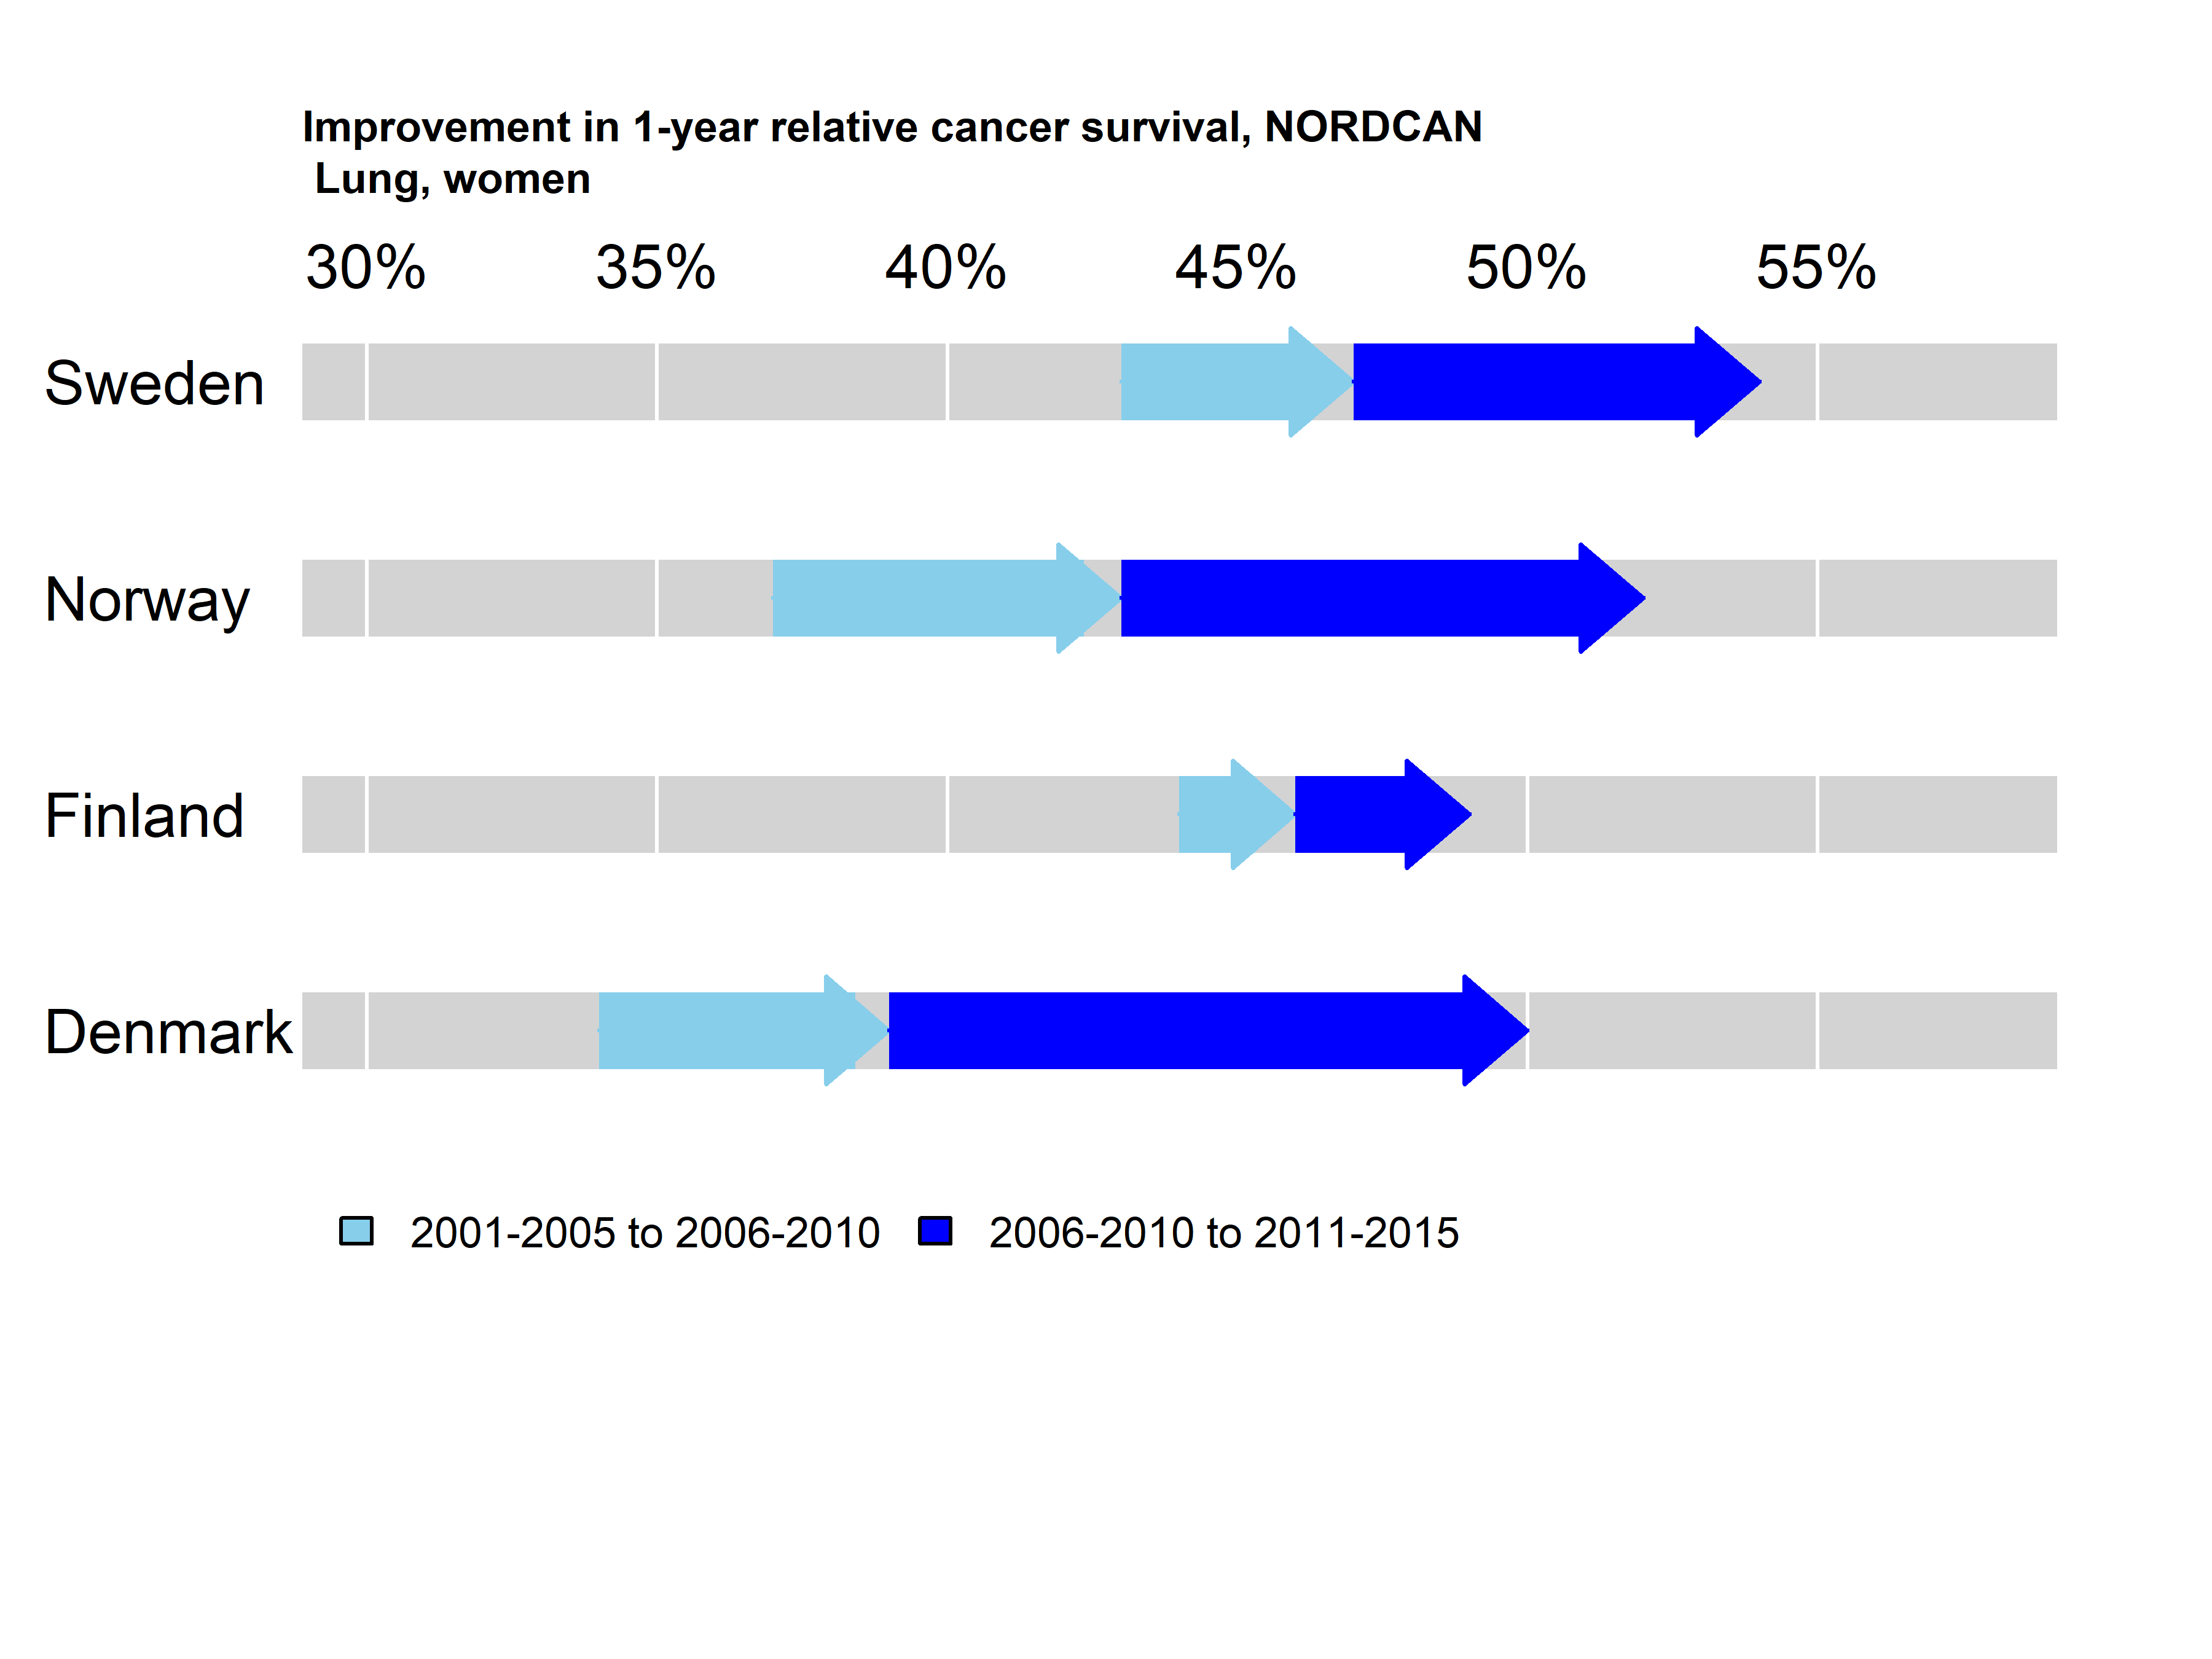 Improvement in 1-year relative cancer survival, NORDCAN
Lung, women
30% 35% 40% 45% 50% 55%
Sweden
Norway
Finland
Denmark
2001-2005 to 2006-2010 2006-2010 to 2011-2015